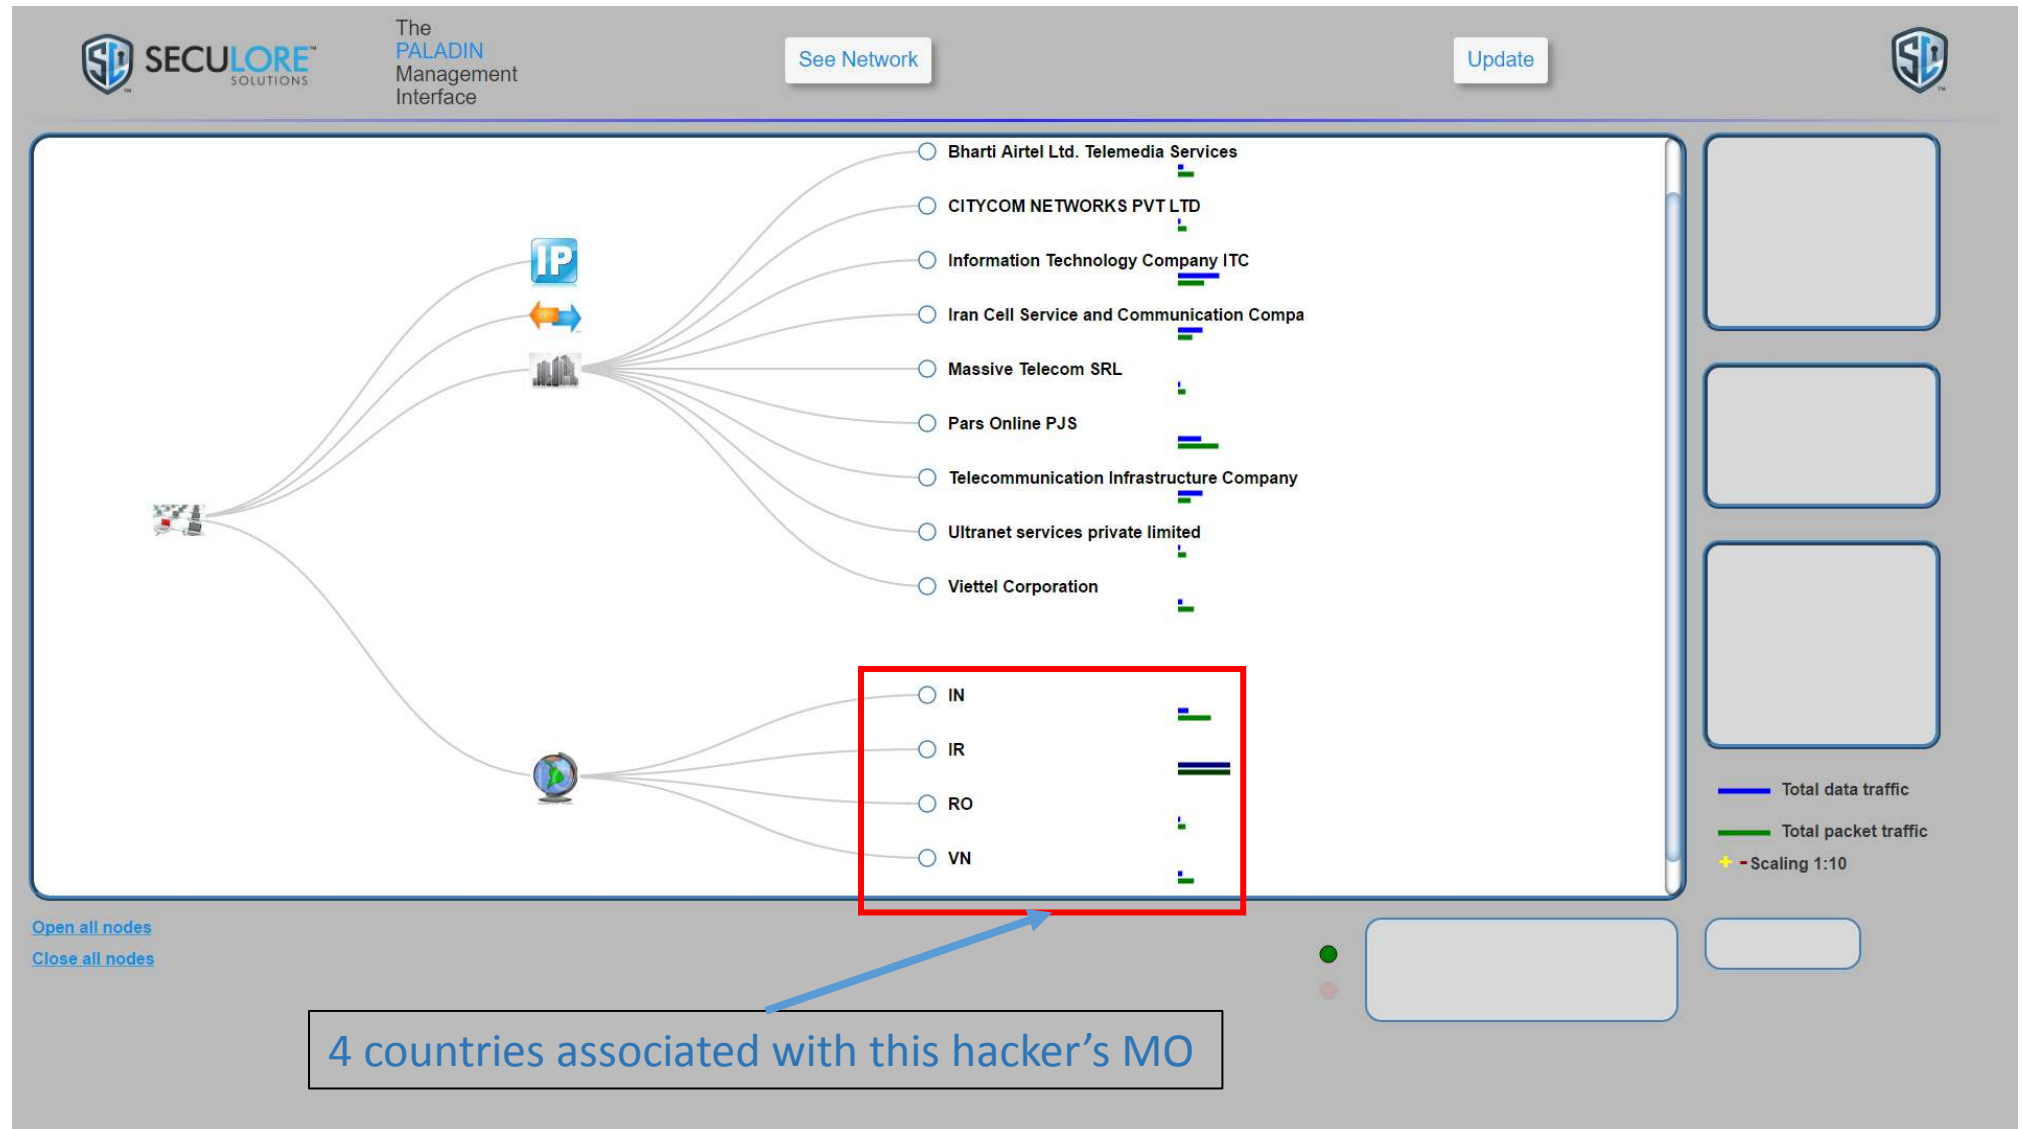 SECULORE™
SOLUTIONS
The
PALADIN
Management
Interface
See Network
Update
Bharti Airtel Ltd. Telemedia Services
CITYCOM NETWORKS PVT LTD
IP
Information Technology Company ITC
Iran Cell Service and Communication Compa
Massive Telecom SRL
Pars Online PJS
Telecommunication Infrastructure Company
Ultranet services private limited
Viettel Corporation
IN
IR
RO
VN
Total data traffic
Total packet traffic
+ - Scaling 1:10
Open all nodes
Close all nodes
4 countries associated with this hacker’s MO